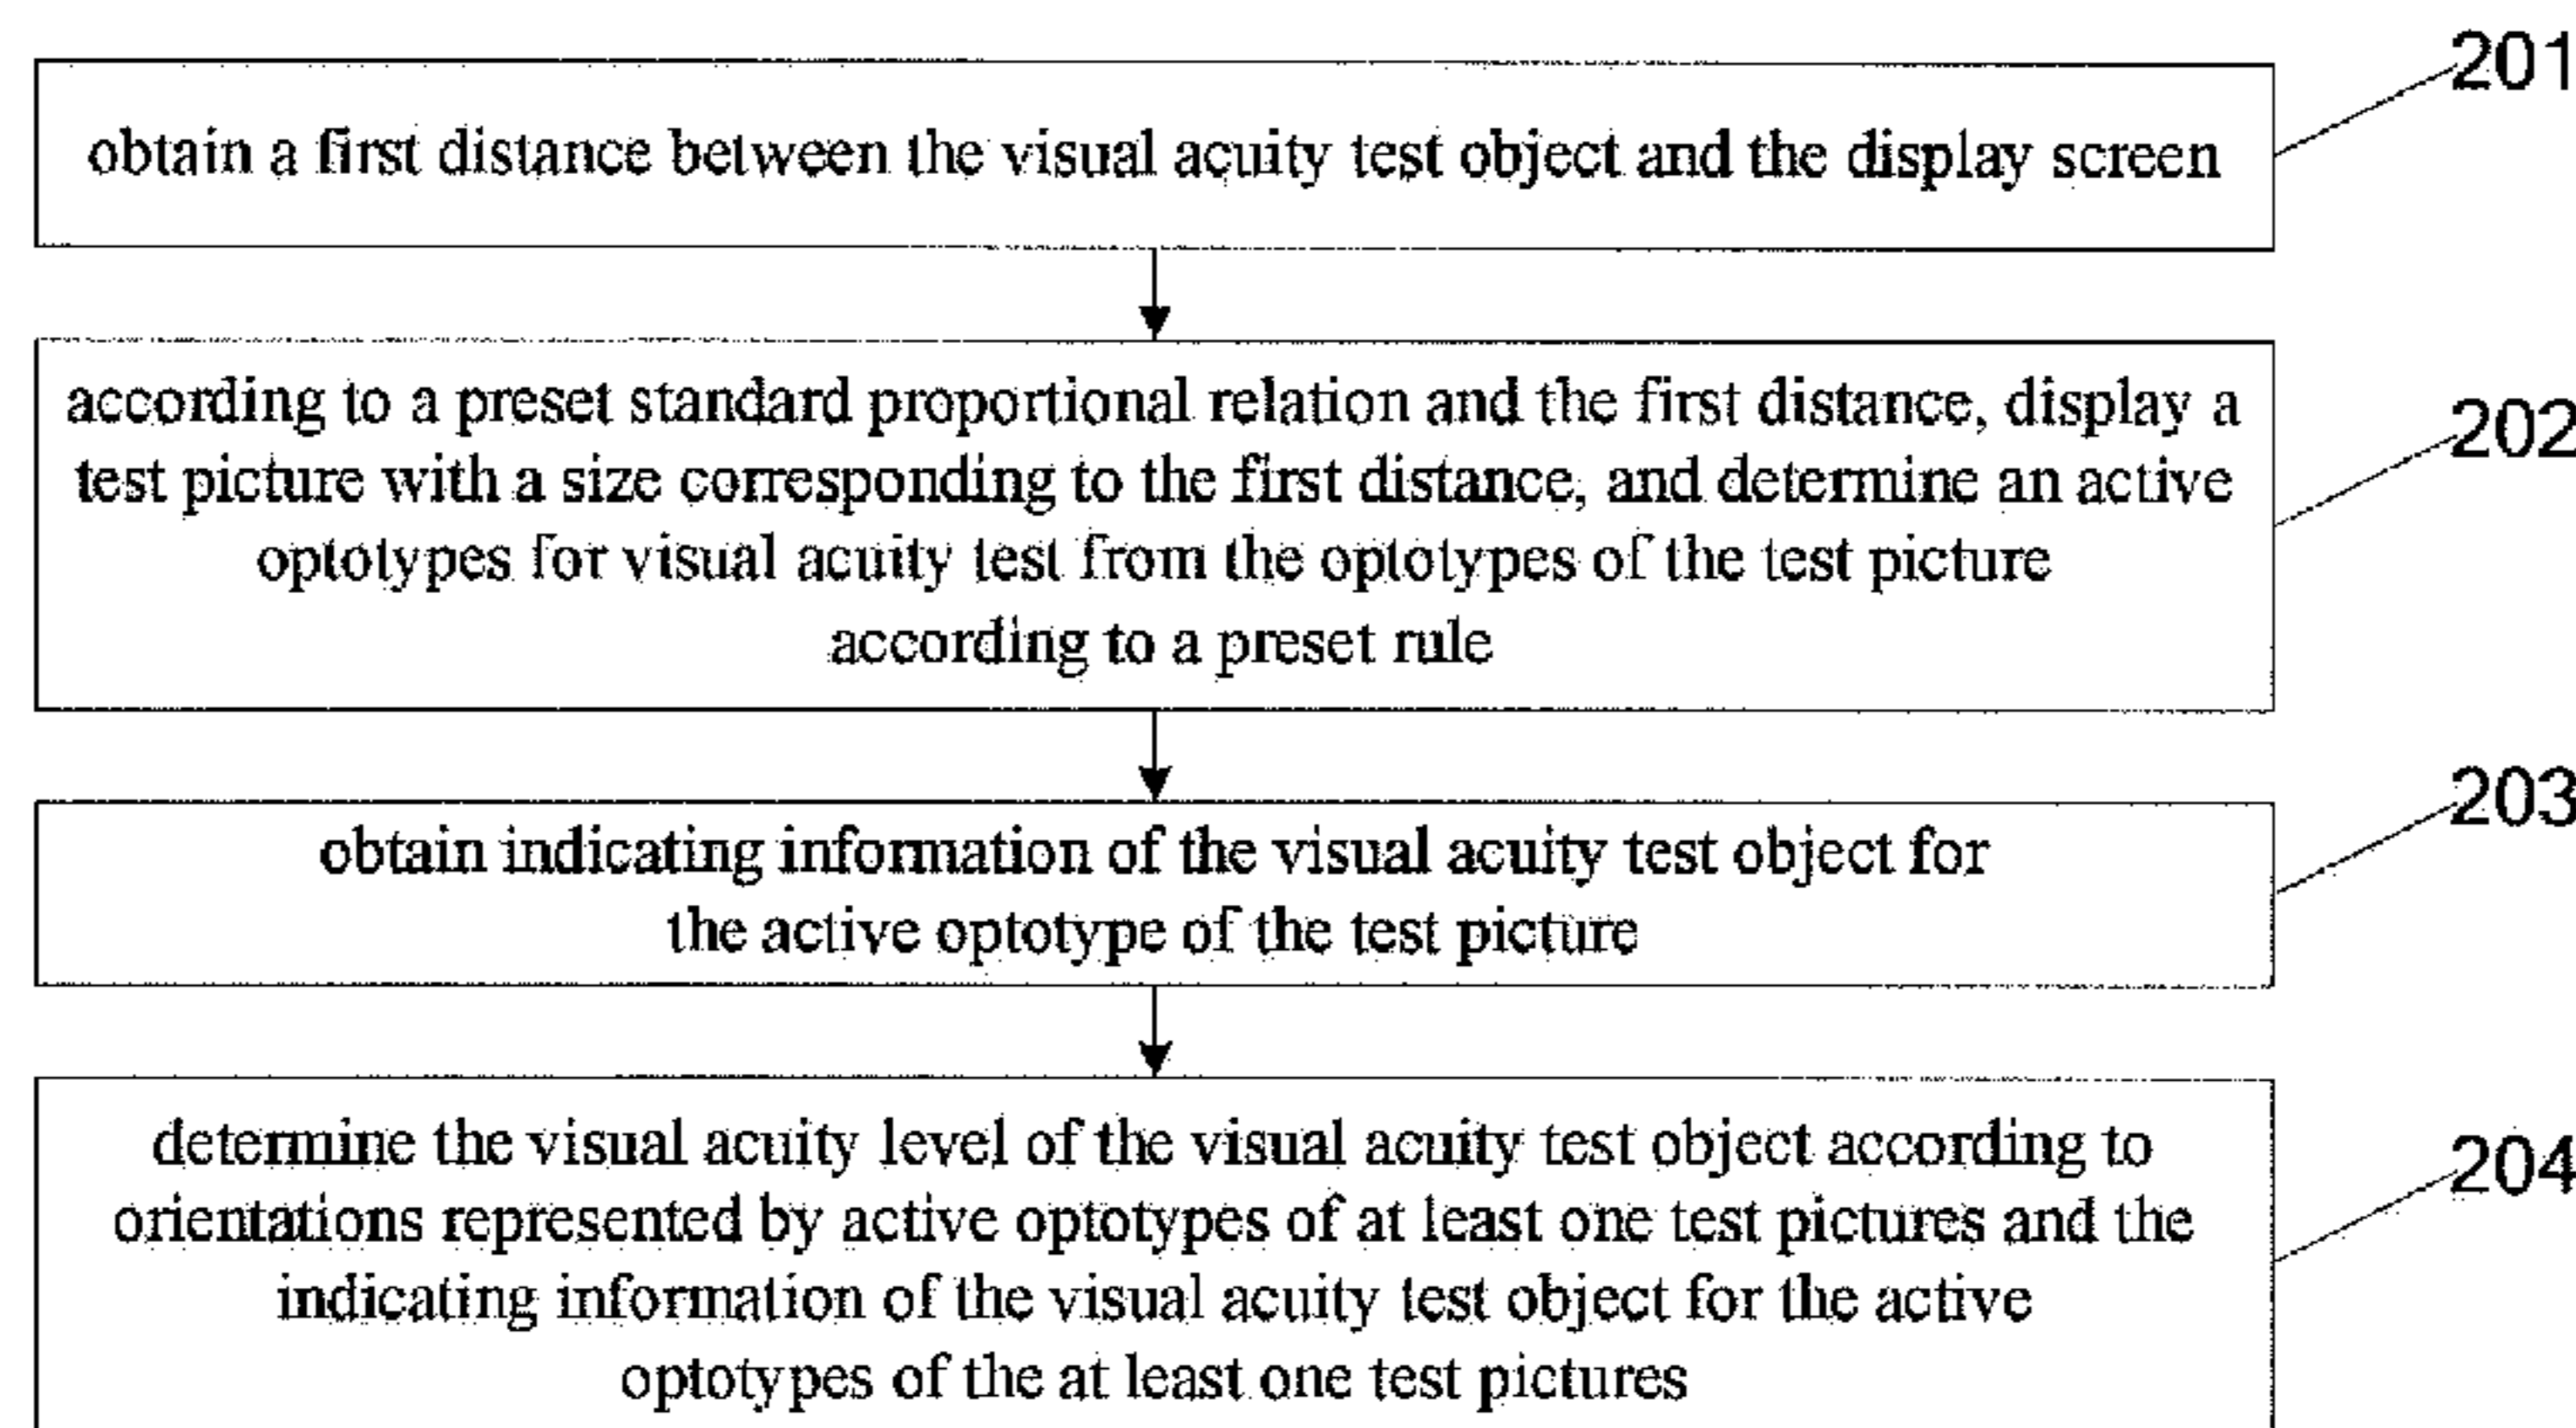 201
obtain a first distance between the visual acuity test object and the display screen
according to a preset standard proportional relation and the first distance, display a
202
test picture with a size corresponding to the first distance, and determine an active
optotypes for visual acuity test from the optotypes of the test picture
according to a preset rule
203
obtain indicating information of the visual acuity test object for
the active optotype of the test picture
determine the visual acuity level of the visual acuity test object according to
204
orientations represented by active optotypes of at least one test pictures and the
indicating information of the visual acuity test object for the active
optotypes of the at least one test pictures